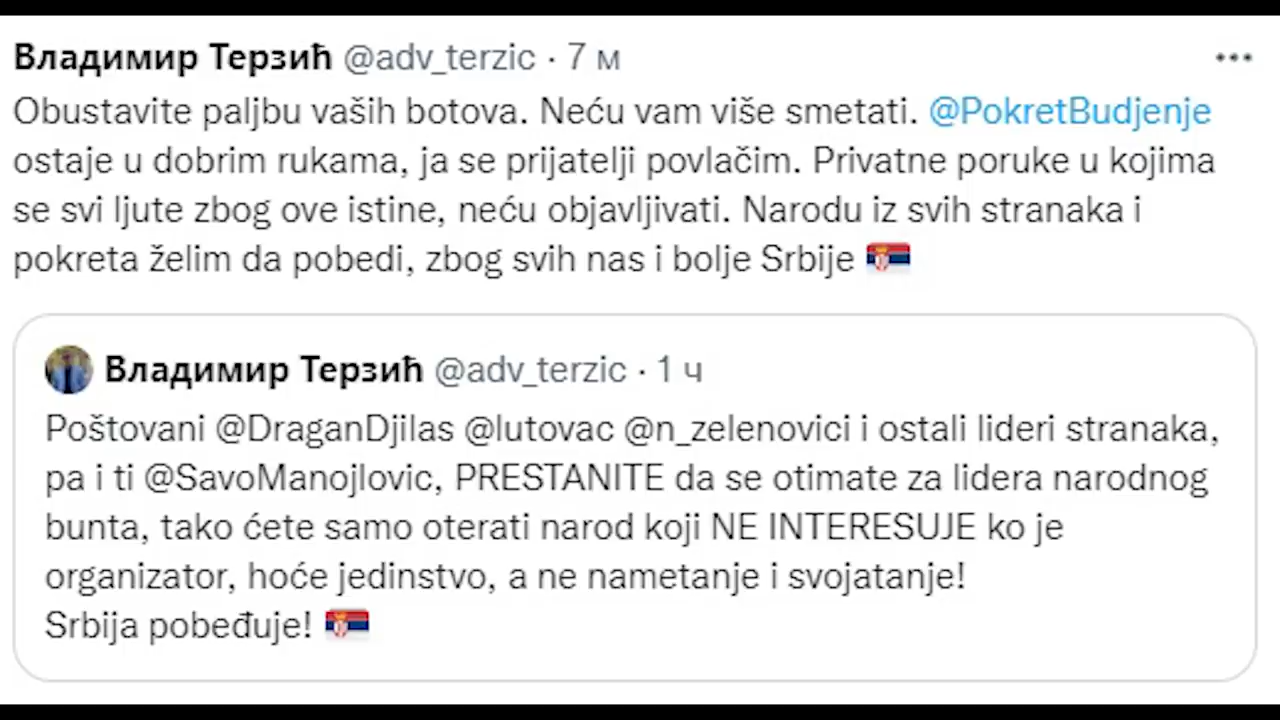 Владимир Терзић @adv_terzic · 7 м
Obustavite paljbu vaših botova. Neću vam više smetati. @PokretBudjenje
ostaje u dobrim rukama, ja se prijatelji povlačim. Privatne poruke u kojima
se svi ljute zbog ove istine, neću objavljivati. Narodu iz svih stranaka i
pokreta želim da pobedi, zbog svih nas i bolje Srbije 🇷🇸
Владимир Терзић @adv_terzic · 1 ч
Poštovani @DraganDjilas @lutovac @n_zelenovici i ostali lideri stranaka,
pa i ti @SavoManojlovic, PRESTANITE da se otimate za lidera narodnog
bunta, tako ćete samo oterati narod koji NE INTERESUJE ko je
organizator, hoće jedinstvo, a ne nametanje i svojatanje!
Srbija pobeđuje! 🇷🇸